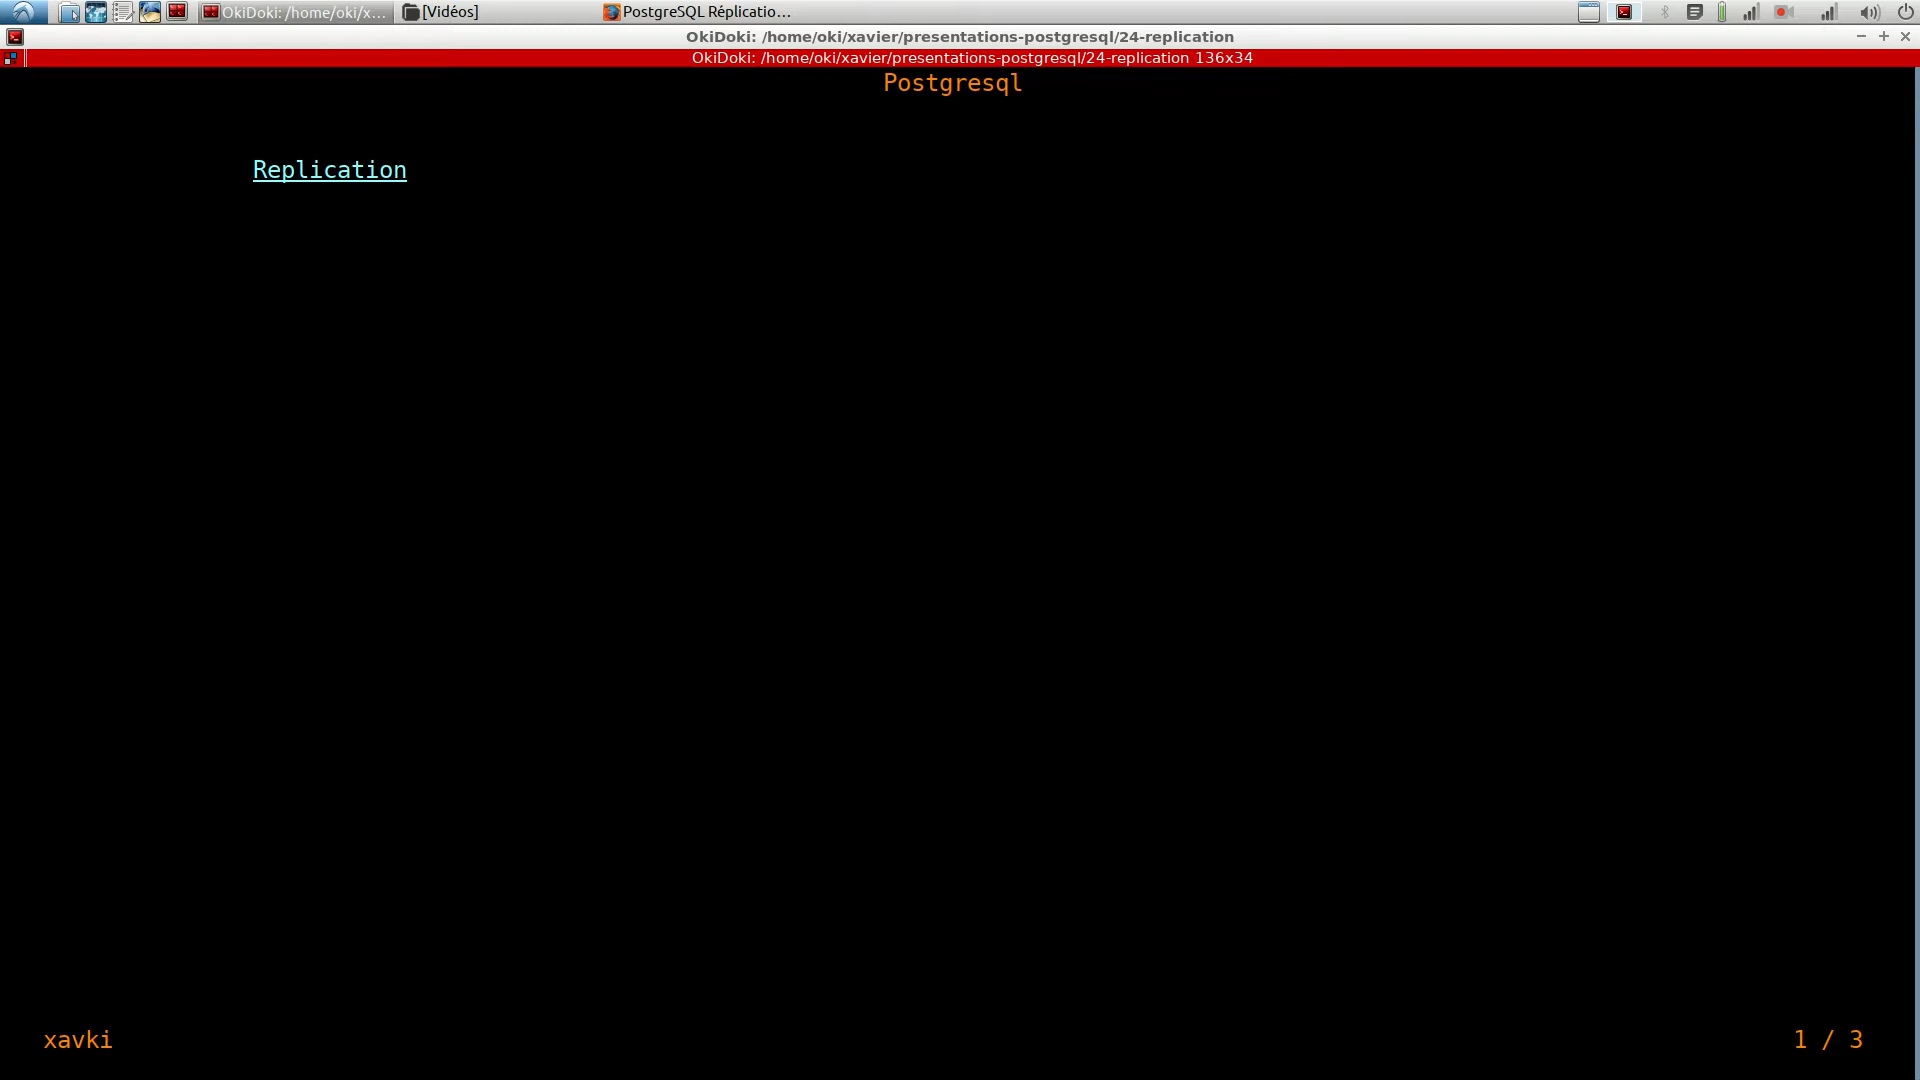 OkiDoki: /home/oki/x... [Vidéos] PostgreSQL Réplicatio...
OkiDoki: /home/oki/xavier/presentations-postgresql/24-replication
OkiDoki: /home/oki/xavier/presentations-postgresql/24-replication 136x34
Postgresql
Replication
xavki 1 / 3